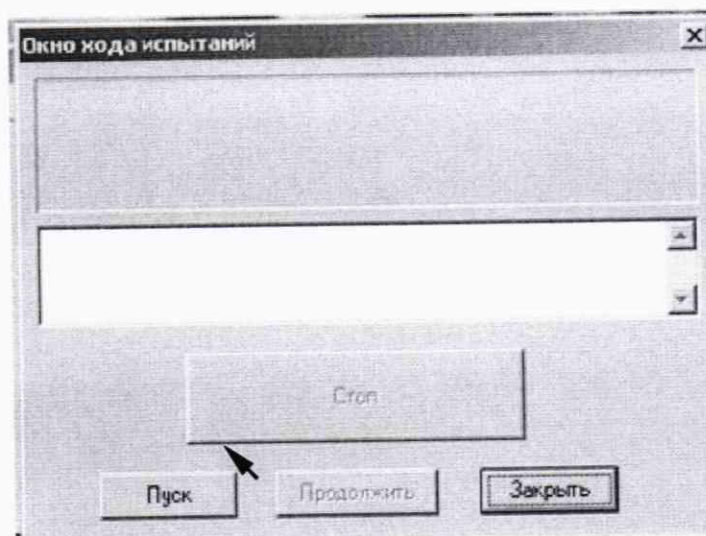 Окно хода испытаний
Стоп
Пуск
Продолжить
Закрыть